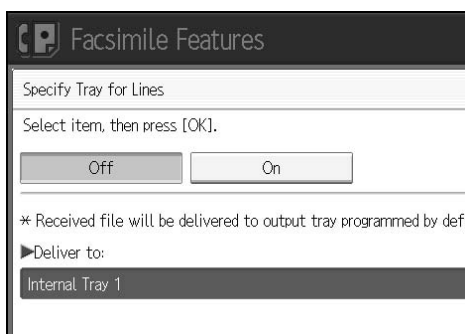 Facsimile Features
Specify Tray for Lines
Select item, then press [OK].
Off On
* Received file will be delivered to output tray programmed by def
▶Deliver to:
Internal Tray 1